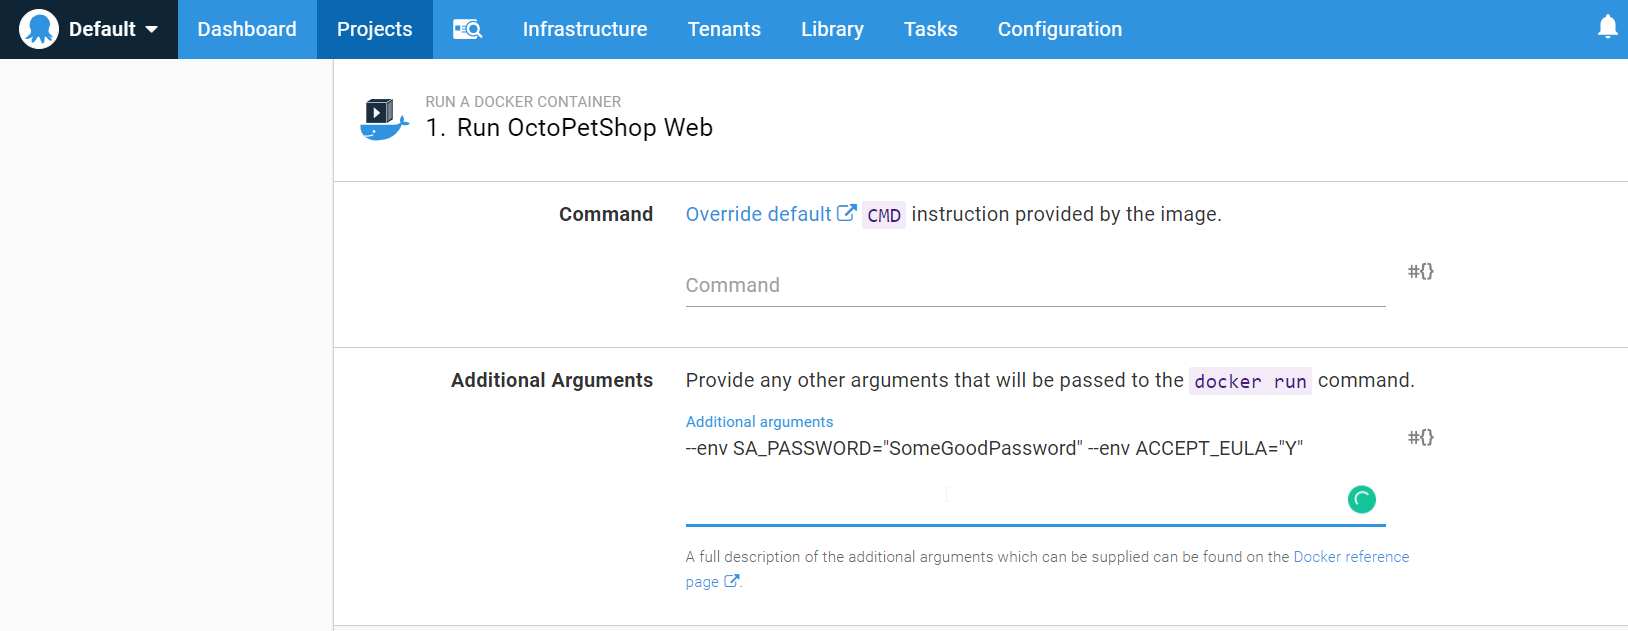 Default Dashboard Projects Infrastructure Tenants Library Tasks Configuration
RUN A DOCKER CONTAINER
1. Run OctoPetShop Web
Command Override default CMD instruction provided by the image.
Command
#{}
Additional Arguments Provide any other arguments that will be passed to the docker run command.
Additional arguments
--env SA_PASSWORD="SomeGoodPassword" --env ACCEPT_EULA="Y"
#{}
A full description of the additional arguments which can be supplied can be found on the Docker reference
page.